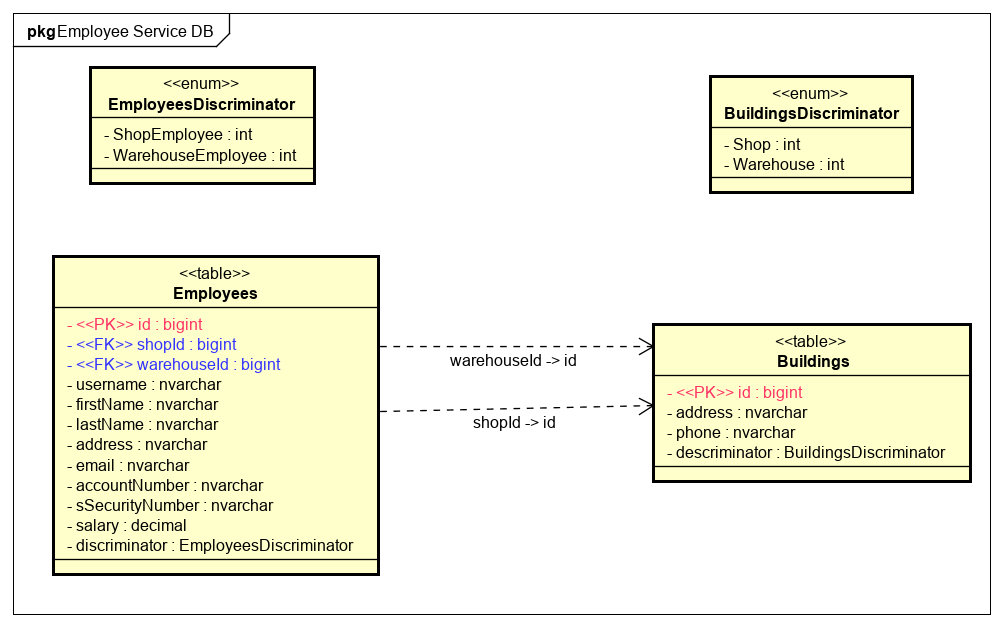 pkg Employee Service DB
<<enum>>
EmployeesDiscriminator
- ShopEmployee : int
- WarehouseEmployee : int
<<enum>>
BuildingsDiscriminator
- Shop : int
- Warehouse : int
<<table>>
Employees
- <<PK>> id : bigint
- <<FK>> shopId : bigint
- <<FK>> warehouseId : bigint
- username : nvarchar
- firstName : nvarchar
- lastName : nvarchar
- address : nvarchar
- email : nvarchar
- accountNumber : nvarchar
- sSecurityNumber : nvarchar
- salary : decimal
- discriminator : EmployeesDiscriminator
warehouseId -> id
shopId -> id
<<table>>
Buildings
- <<PK>> id : bigint
- address : nvarchar
- phone : nvarchar
- descriminator : BuildingsDiscriminator